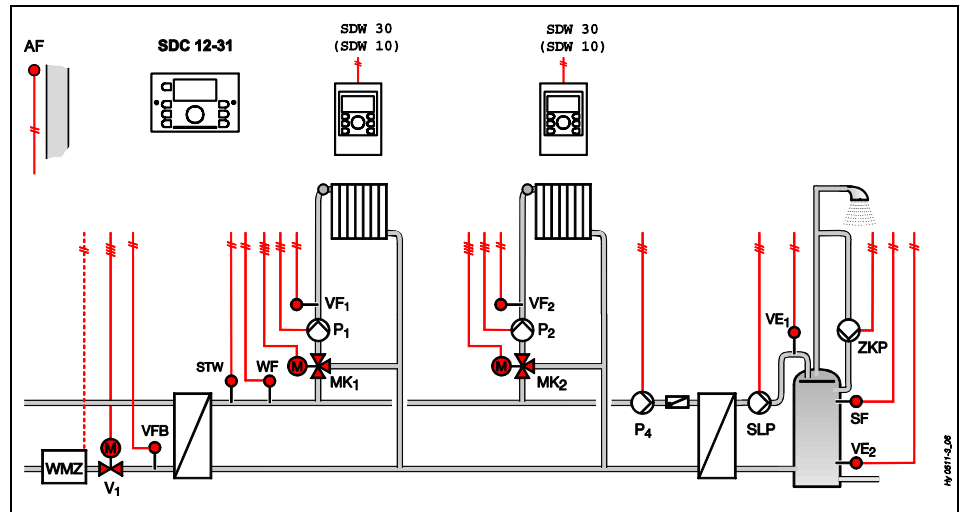 AF
SDC 12-31
SDW 30
(SDW 10)
SDW 30
(SDW 10)
VF1
VF2
VE1
P1
P2
ZKP
STW
WF
M
MK1
M
MK2
P4
SLP
SF
VFB
M
WMZ
V1
VE2
Hy 0611-3_06